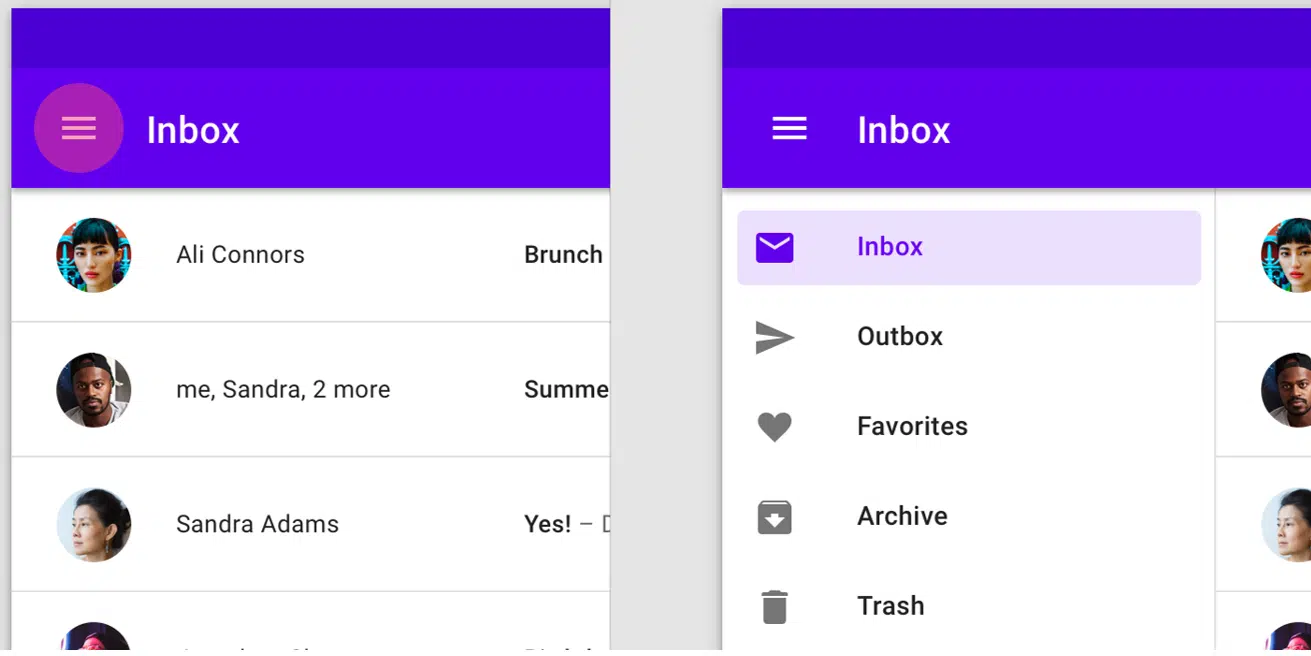 Inbox
Ali Connors Brunch
me, Sandra, 2 more Summe
Sandra Adams Yes! –
Inbox
Inbox
Outbox
Favorites
Archive
Trash